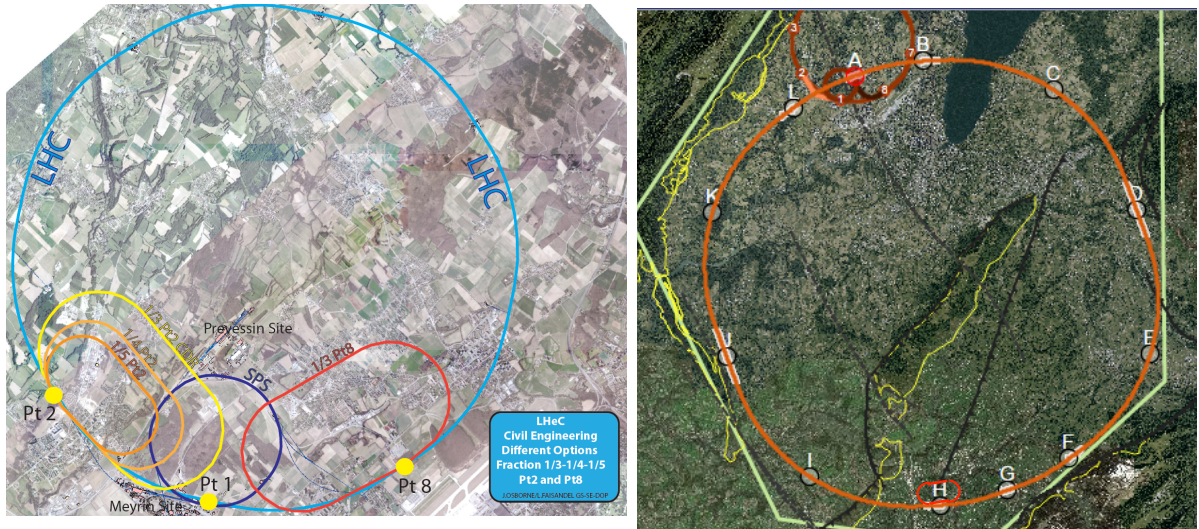 LHC
LHC
1/3 Pt2
1/4 Pt2
1/5 Pt2
Prevessin Site
SPS
1/3 Pt8
Pt 2
Pt 1
Pt 8
Meyrin Site
LHeC
Civil Engineering
Different Options
Fraction 1/3-1/4-1/5
Pt2 and Pt8
J.OSBORNE/L.FAISANDEL GS-SE-DOP
3
2
1
8
7
A
B
C
D
E
F
G
H
I
J
K
L